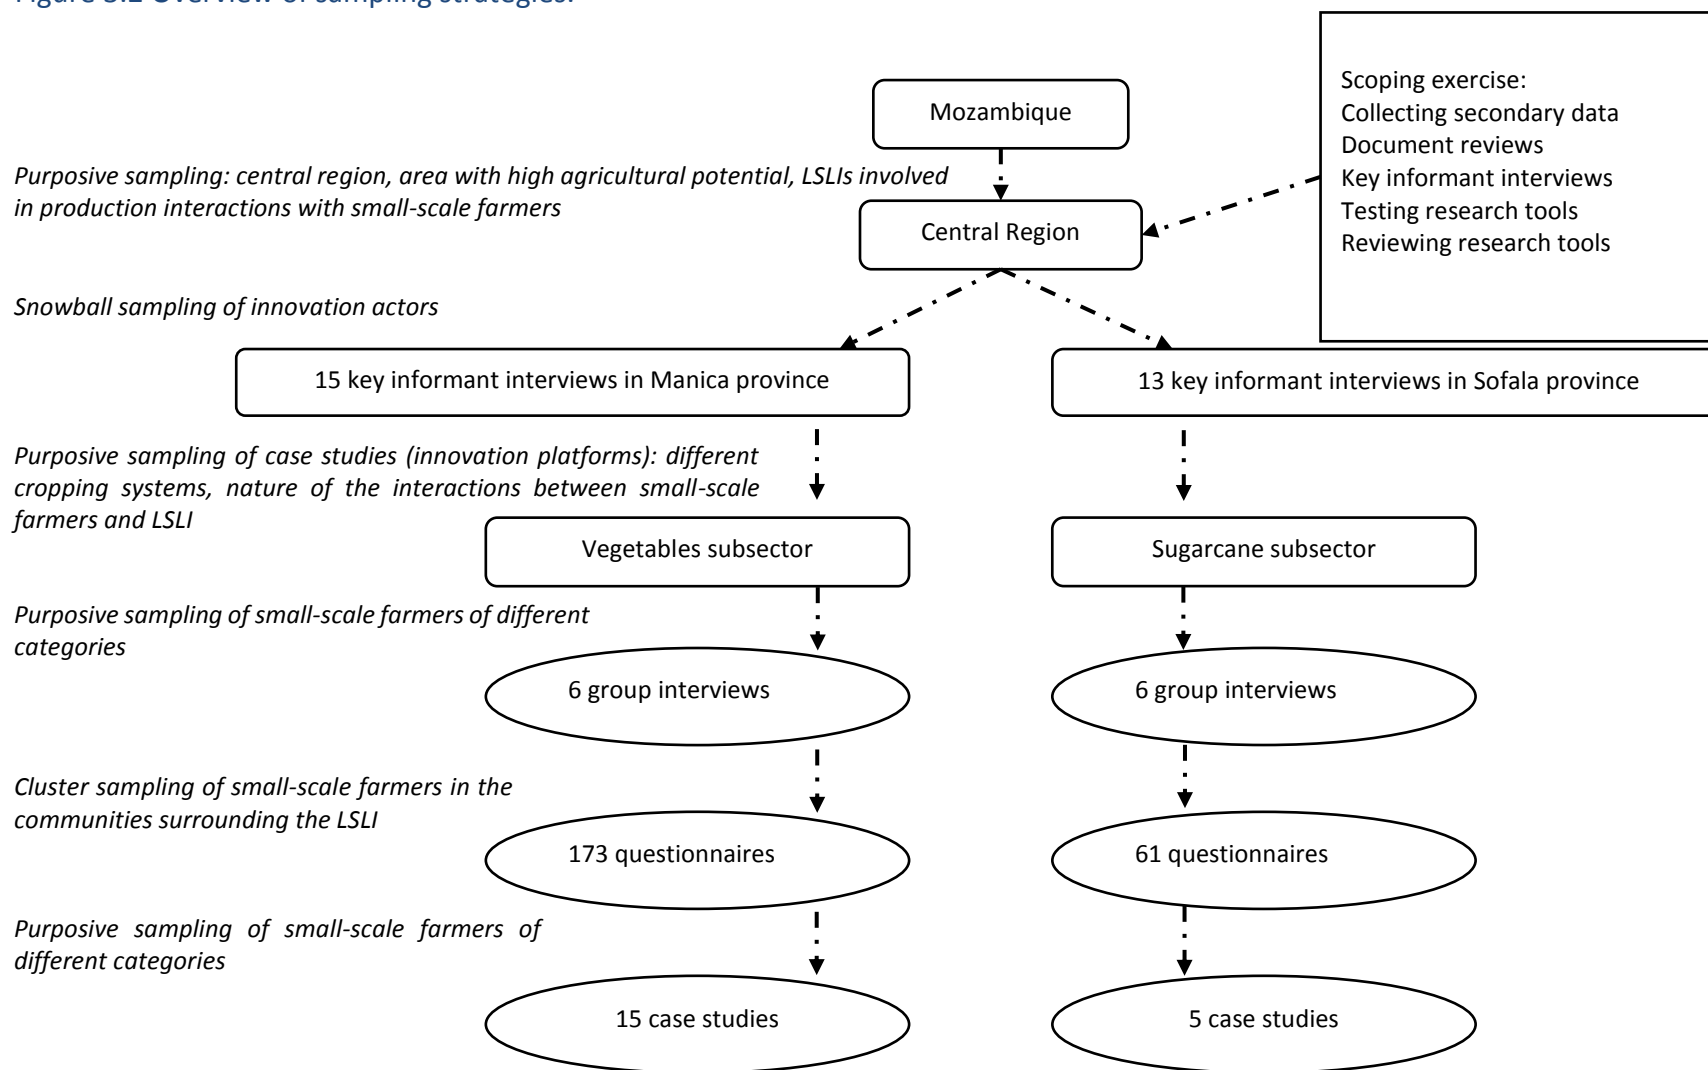 Figure Overview of sampling strategies.
Mozambique
Scoping exercise:
Collecting secondary data
Document reviews
Key informant interviews
Testing research tools
Reviewing research tools
Purposive sampling: central region, area with high agricultural potential, LSLIs involved
in production interactions with small-scale farmers
Central Region
Snowball sampling of innovation actors
15 key informant interviews in Manica province
13 key informant interviews in Sofala province
Purposive sampling of case studies (innovation platforms): different
cropping systems, nature of the interactions between small-scale
farmers and LSLI
Vegetables subsector
Sugarcane subsector
Purposive sampling of small-scale farmers of different
categories
6 group interviews
6 group interviews
Cluster sampling of small-scale farmers in the
communities surrounding the LSLI
173 questionnaires
61 questionnaires
Purposive sampling of small-scale farmers of
different categories
15 case studies
5 case studies